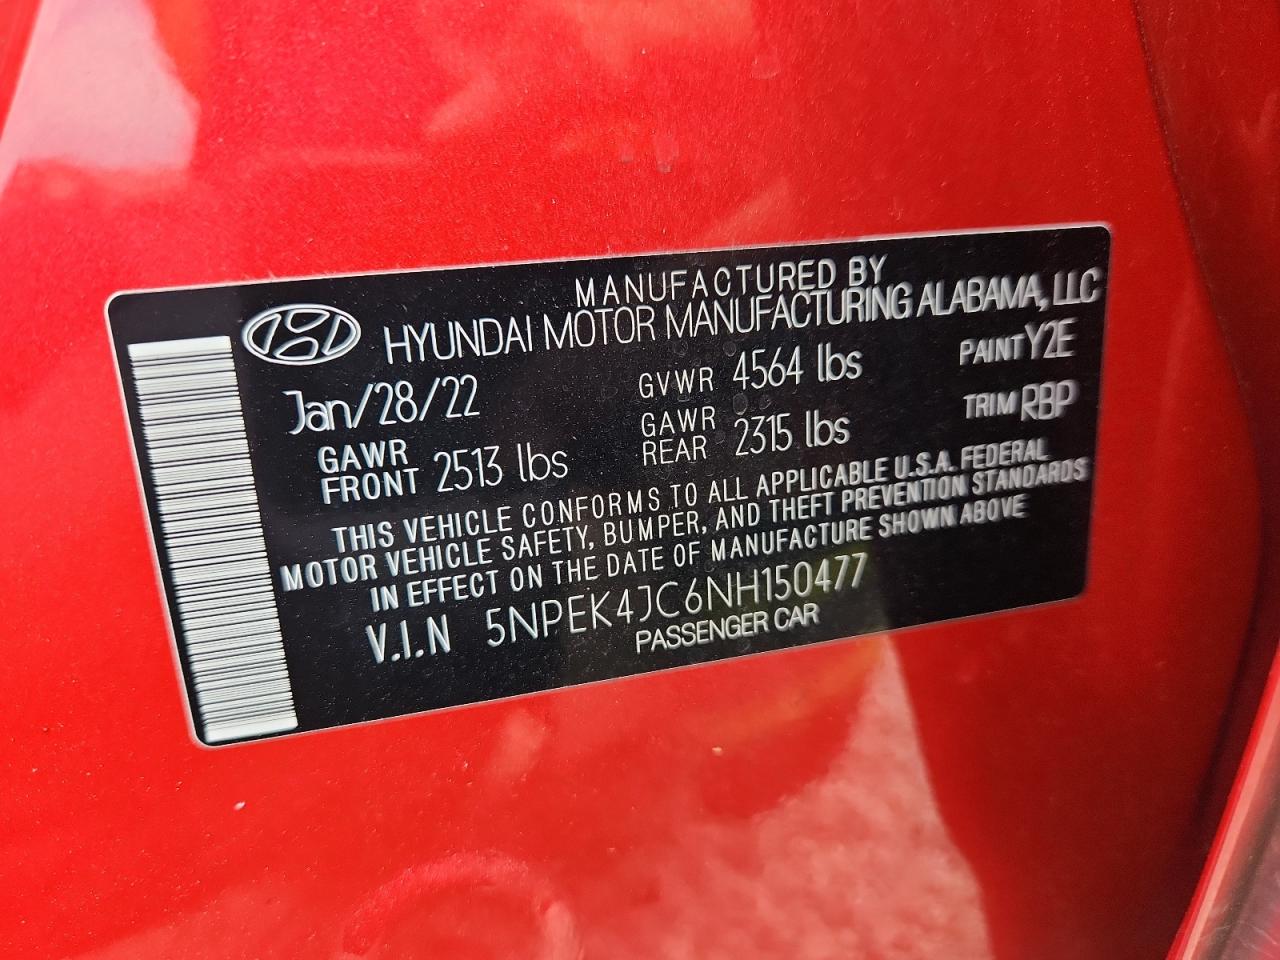 MANUFACTURED BY
HYUNDAI MOTOR MANUFACTURING ALABAMA, LLC
Jan/28/22 GVWR 4564 lbs PAINT Y2E
GAWR FRONT 2513 lbs GAWR REAR 2315 lbs TRIM RBP
THIS VEHICLE CONFORMS TO ALL APPLICABLE U.S.A. FEDERAL
MOTOR VEHICLE SAFETY, BUMPER, AND THEFT PREVENTION STANDARDS
IN EFFECT ON THE DATE OF MANUFACTURE SHOWN ABOVE
V.I.N 5NPEK4JC6NH150477
PASSENGER CAR